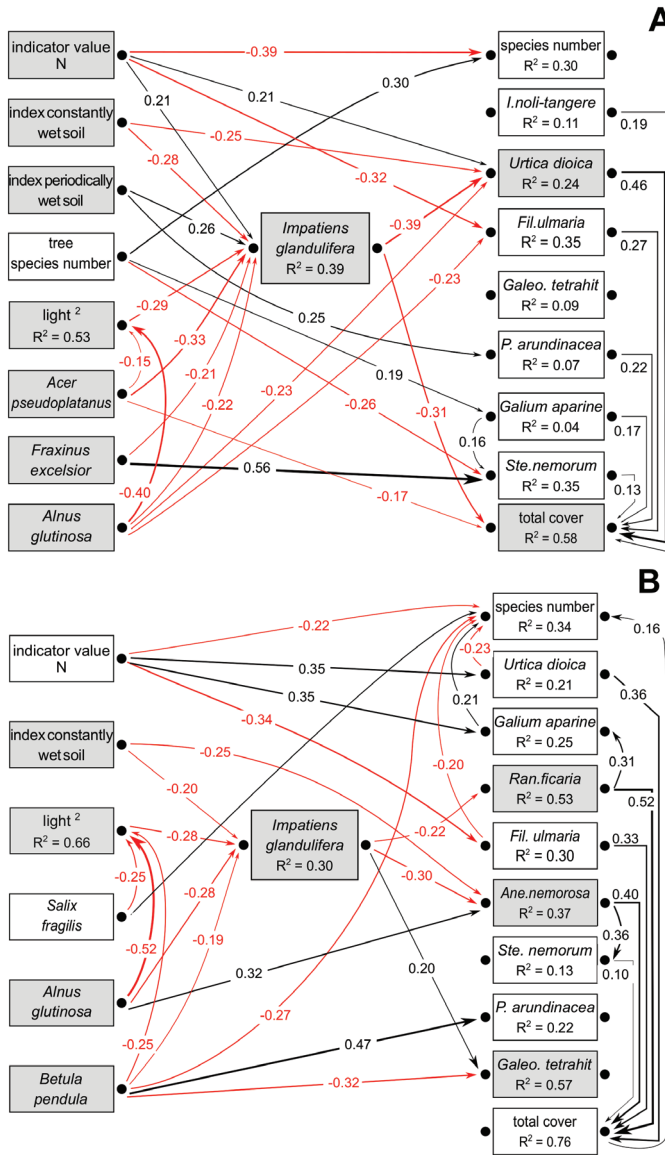 A
indicator value
N
index constantly
wet soil
index periodically
wet soil
tree
species number
light ²
R² = 0.53
Acer
pseudoplatanus
Fraxinus
excelsior
Alnus
glutinosa
Impatiens
glandulifera
R² = 0.39
species number
R² = 0.30
I.noli-tangere
R² = 0.11
Urtica dioica
R² = 0.24
Fil.ulmaria
R² = 0.35
Galeo. tetrahit
R² = 0.09
P. arundinacea
R² = 0.07
Galium aparine
R² = 0.04
Ste.nemorum
R² = 0.35
total cover
R² = 0.58
-0.39
0.30
0.21
0.21
-0.25
-0.28
-0.32
0.26
-0.39
-0.29
-0.33
-0.15
0.25
-0.23
-0.21
-0.22
-0.23
0.19
-0.26
-0.31
0.16
0.56
-0.40
-0.17
0.19
0.46
0.27
0.22
0.17
0.13
B
indicator value
N
index constantly
wet soil
light ²
R² = 0.66
Salix
fragilis
Alnus
glutinosa
Betula
pendula
Impatiens
glandulifera
R² = 0.30
species number
R² = 0.34
Urtica dioica
R² = 0.21
Galium aparine
R² = 0.25
Ran.ficaria
R² = 0.53
Fil. ulmaria
R² = 0.30
Ane.nemorosa
R² = 0.37
Ste. nemorum
R² = 0.13
P. arundinacea
R² = 0.22
Galeo. tetrahit
R² = 0.57
total cover
R² = 0.76
-0.22
0.35
0.35
-0.23
0.21
-0.34
-0.25
-0.20
-0.20
-0.28
-0.22
-0.30
-0.25
-0.28
-0.52
-0.19
0.32
0.20
-0.27
-0.25
0.47
-0.32
0.16
0.36
0.31
0.52
0.33
0.40
0.36
0.10